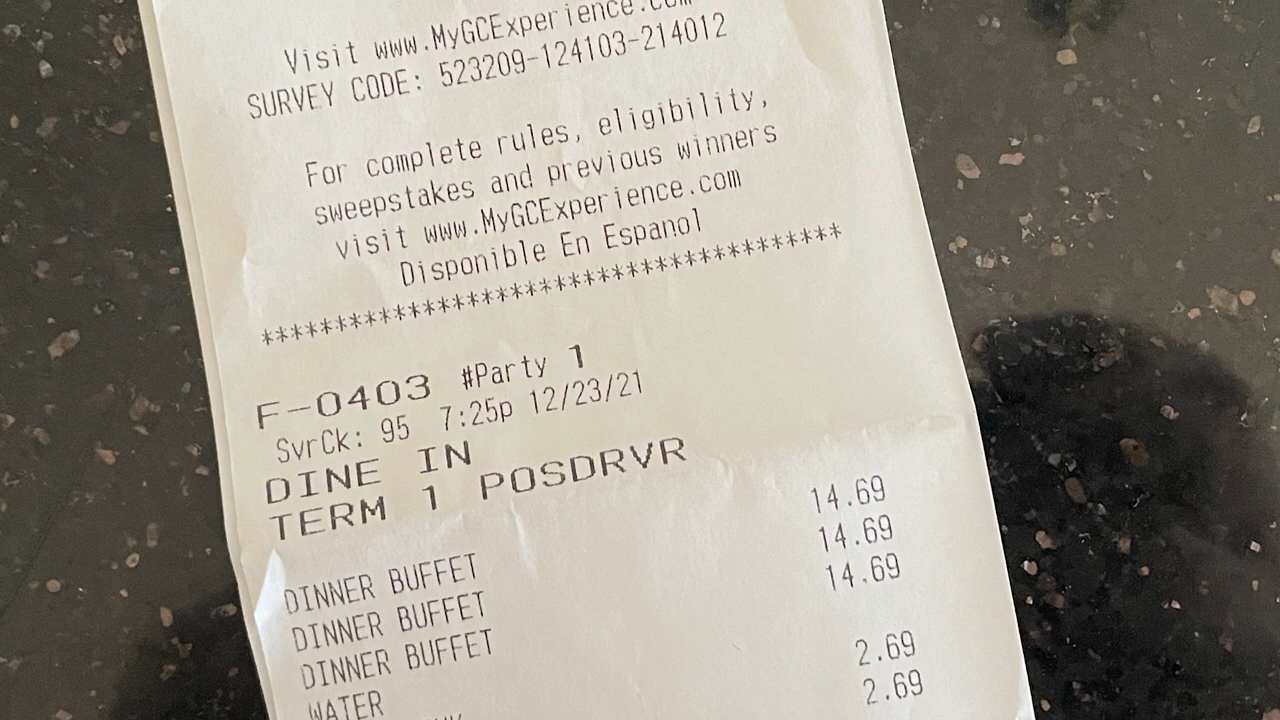 Visit www.MyGCExperience.com
SURVEY CODE: 523209-124103-214012
For complete rules, eligibility,
sweepstakes and previous winners
visit www.MyGCExperience.com
Disponible En Espanol
****************************************
F-0403 #Party 1
SvrCk: 95 7:25p 12/23/21
DINE IN
TERM 1 POSDRVR
DINNER BUFFET 14.69
DINNER BUFFET 14.69
DINNER BUFFET 14.69
WATER
2.69
2.69